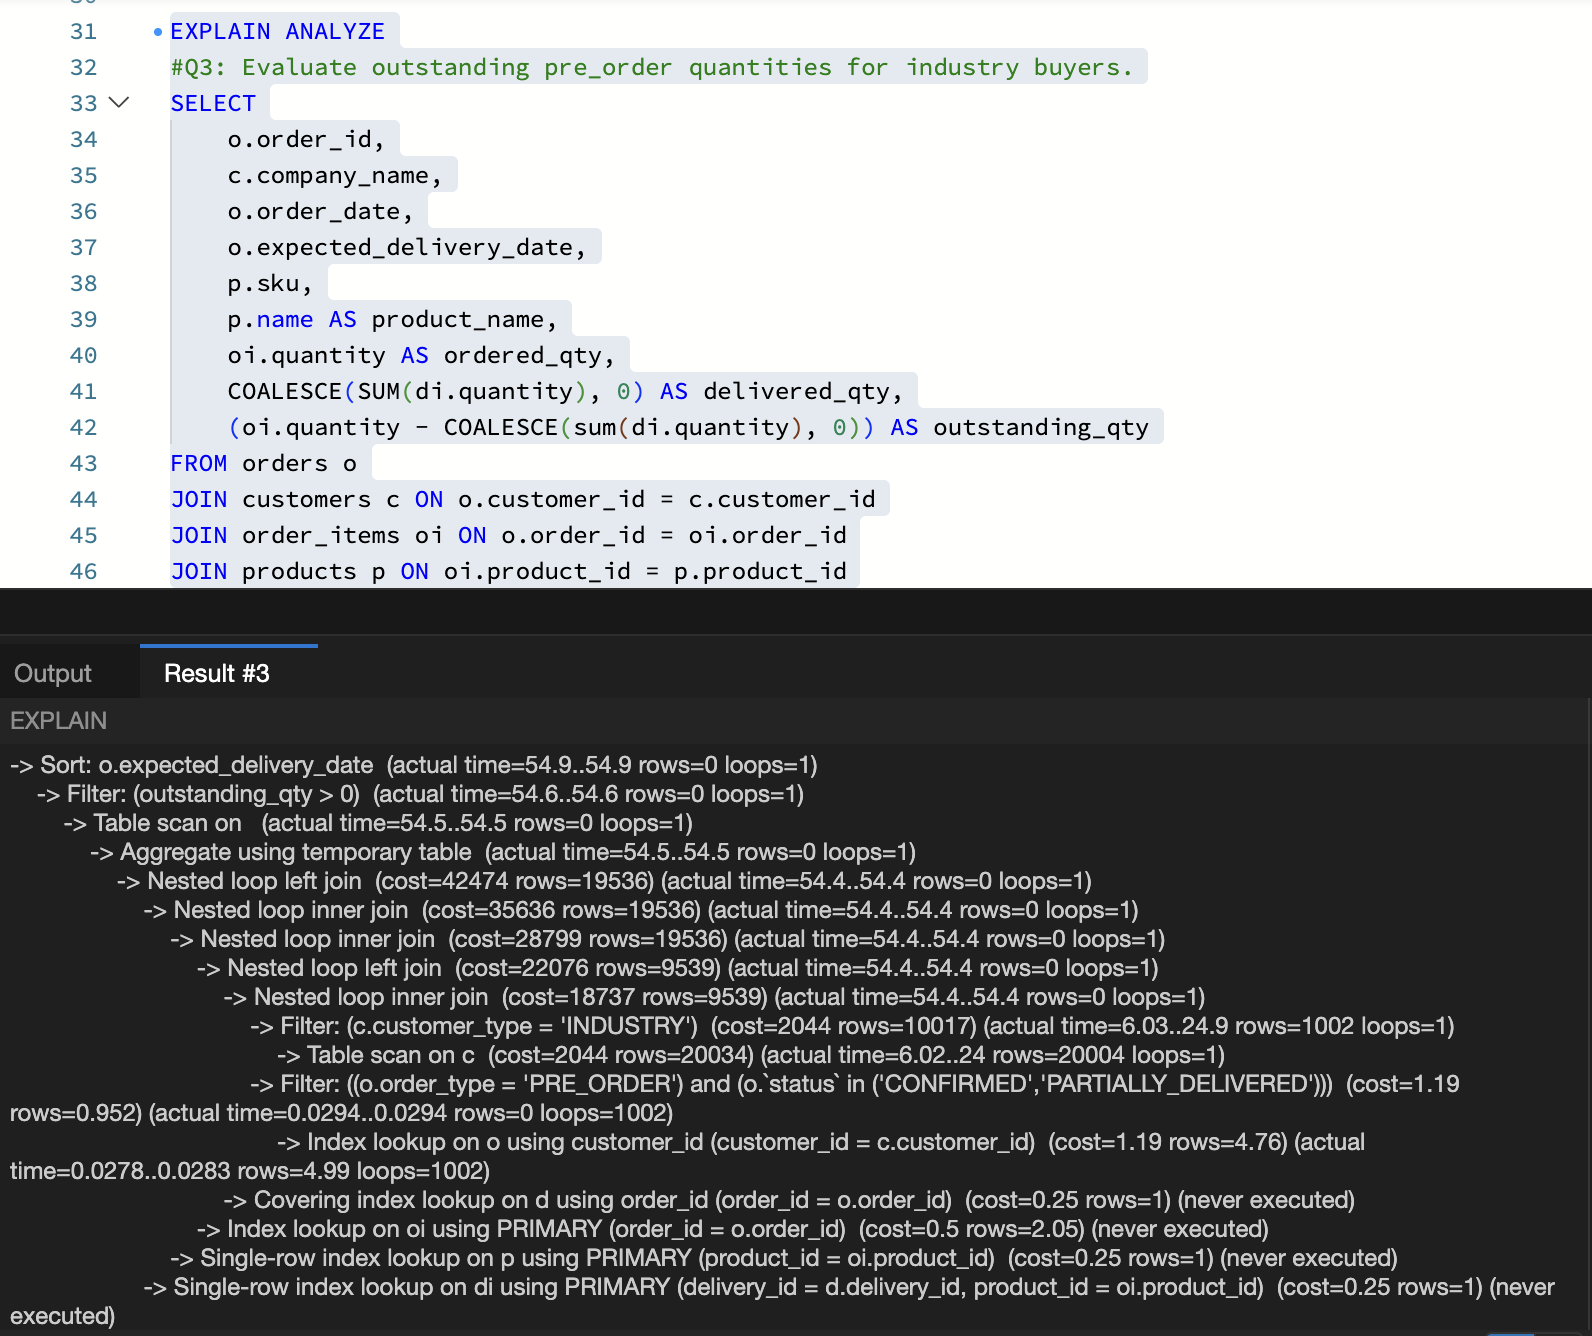 31 EXPLAIN ANALYZE
32 #Q3: Evaluate outstanding pre_order quantities for industry buyers.
33 SELECT
34 o.order_id,
35 c.company_name,
36 o.order_date,
37 o.expected_delivery_date,
38 p.sku,
39 p.name AS product_name,
40 oi.quantity AS ordered_qty,
41 COALESCE(SUM(di.quantity), 0) AS delivered_qty,
42 (oi.quantity - COALESCE(sum(di.quantity), 0)) AS outstanding_qty
43 FROM orders o
44 JOIN customers c ON o.customer_id = c.customer_id
45 JOIN order_items oi ON o.order_id = oi.order_id
46 JOIN products p ON oi.product_id = p.product_id
Output Result #3
EXPLAIN
-> Sort: o.expected_delivery_date (actual time=54.9..54.9 rows=0 loops=1)
-> Filter: (outstanding_qty > 0) (actual time=54.6..54.6 rows=0 loops=1)
-> Table scan on (actual time=54.5..54.5 rows=0 loops=1)
-> Aggregate using temporary table (actual time=54.5..54.5 rows=0 loops=1)
-> Nested loop left join (cost=42474 rows=19536) (actual time=54.4..54.4 rows=0 loops=1)
-> Nested loop inner join (cost=35636 rows=19536) (actual time=54.4..54.4 rows=0 loops=1)
-> Nested loop inner join (cost=28799 rows=19536) (actual time=54.4..54.4 rows=0 loops=1)
-> Nested loop left join (cost=22076 rows=9539) (actual time=54.4..54.4 rows=0 loops=1)
-> Nested loop inner join (cost=18737 rows=9539) (actual time=54.4..54.4 rows=0 loops=1)
-> Filter: (c.customer_type = 'INDUSTRY') (cost=2044 rows=10017) (actual time=6.03..24.9 rows=1002 loops=1)
-> Table scan on c (cost=2044 rows=20034) (actual time=6.02..24 rows=20004 loops=1)
-> Filter: ((o.order_type = 'PRE_ORDER') and (o.`status` in ('CONFIRMED','PARTIALLY_DELIVERED'))) (cost=1.19
rows=0.952) (actual time=0.0294..0.0294 rows=0 loops=1002)
-> Index lookup on o using customer_id (customer_id = c.customer_id) (cost=1.19 rows=4.76) (actual
time=0.0278..0.0283 rows=4.99 loops=1002)
-> Covering index lookup on d using order_id (order_id = o.order_id) (cost=0.25 rows=1) (never executed)
-> Index lookup on oi using PRIMARY (order_id = o.order_id) (cost=0.5 rows=2.05) (never executed)
-> Single-row index lookup on p using PRIMARY (product_id = oi.product_id) (cost=0.25 rows=1) (never executed)
-> Single-row index lookup on di using PRIMARY (delivery_id = d.delivery_id, product_id = oi.product_id) (cost=0.25 rows=1) (never
executed)